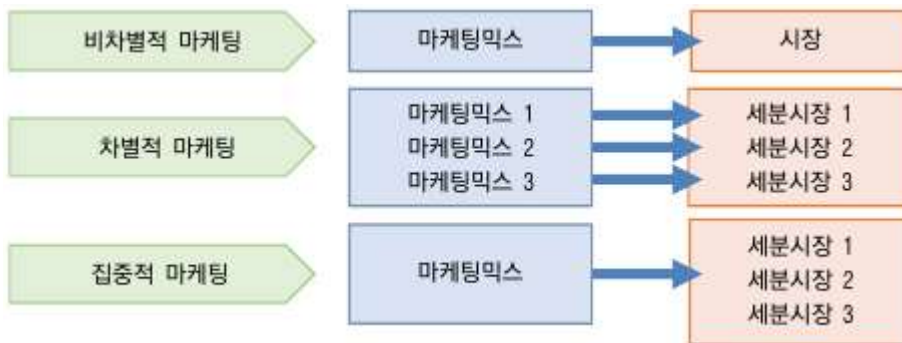 비차별적 마케팅
마케팅믹스
시장
차별적 마케팅
마케팅믹스 1
마케팅믹스 2
마케팅믹스 3
세분시장 1
세분시장 2
세분시장 3
집중적 마케팅
마케팅믹스
세분시장 1
세분시장 2
세분시장 3